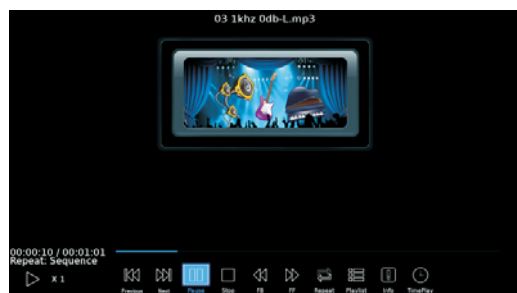 03 1khz 0db-L.mp3
00:00:10 / 00:01:01
Repeat: Sequence
X 1
Previous Next Pause Stop FB FF Repeat Playlist Info TimePlay